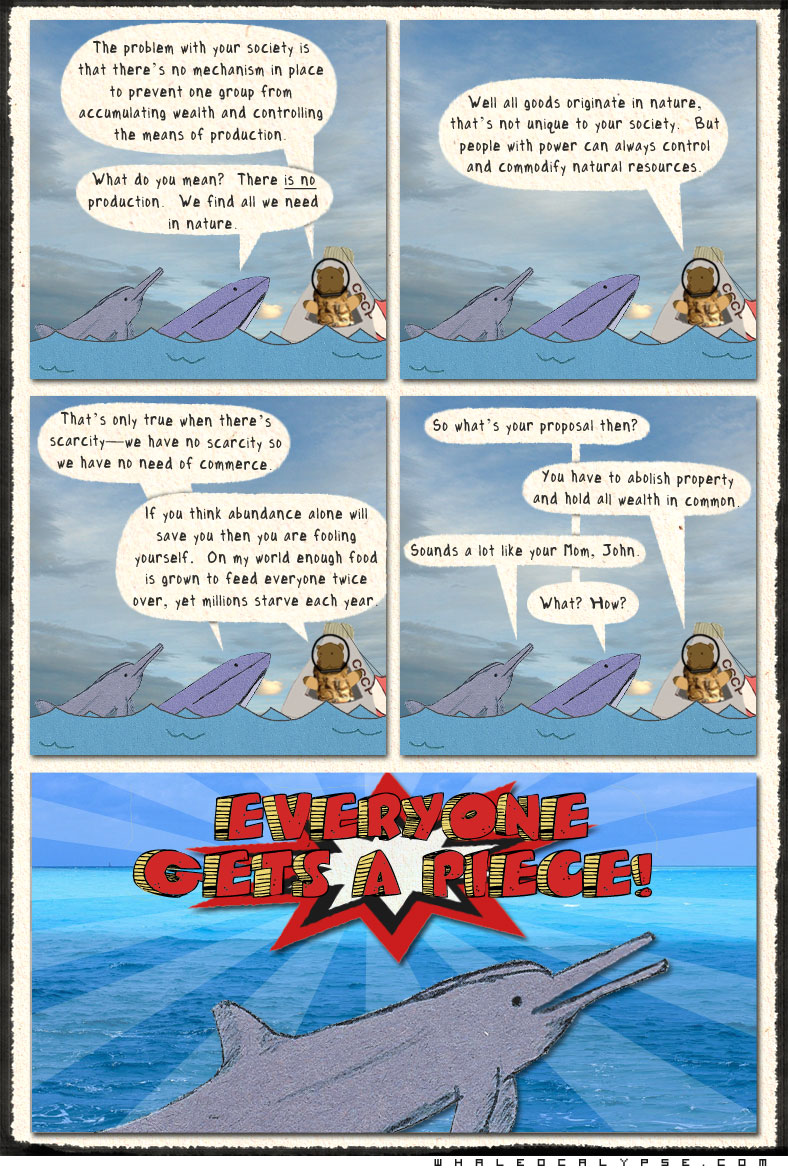 The problem with your society is
that there's no mechanism in place
to prevent one group from
accumulating wealth and controlling
the means of production.
What do you mean? There is no
production. We find all we need
in nature.
CCCP
Well all goods originate in nature,
that's not unique to your society. But
people with power can always control
and commodify natural resources.
CCCP
That's only true when there's
scarcity—we have no scarcity so
we have no need of commerce.
If you think abundance alone will
save you then you are fooling
yourself. On my world enough food
is grown to feed everyone twice
over, yet millions starve each year.
CCCP
So what's your proposal then?
You have to abolish property
and hold all wealth in common.
Sounds a lot like your Mom, John.
What? How?
CCCP
EVERYONE
GETS A PIECE!
WHALEOCALYPSE.COM